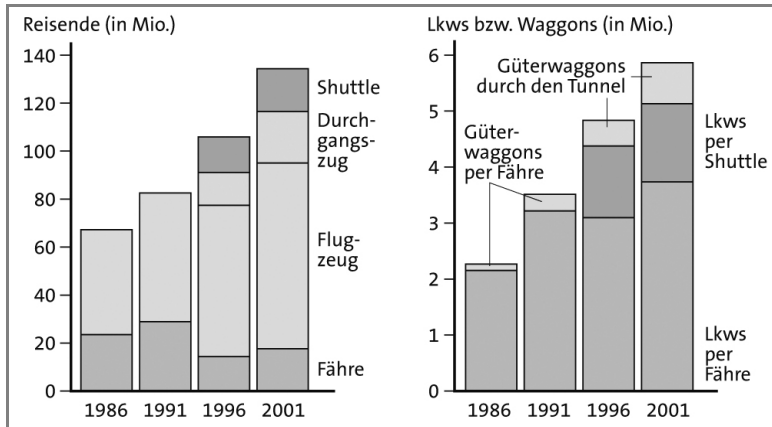 Reisende (in Mio.)
140
120
100
80
60
40
20
0
1986 1991 1996 2001
Shuttle
Durch-
gangs-
zug
Flug-
zeug
Fähre
Lkws bzw. Waggons (in Mio.)
6
5
4
3
2
1
0
1986 1991 1996 2001
Güterwaggons
durch den Tunnel
Güter-
waggons
per Fähre
Lkws
per
Shuttle
Lkws
per
Fähre